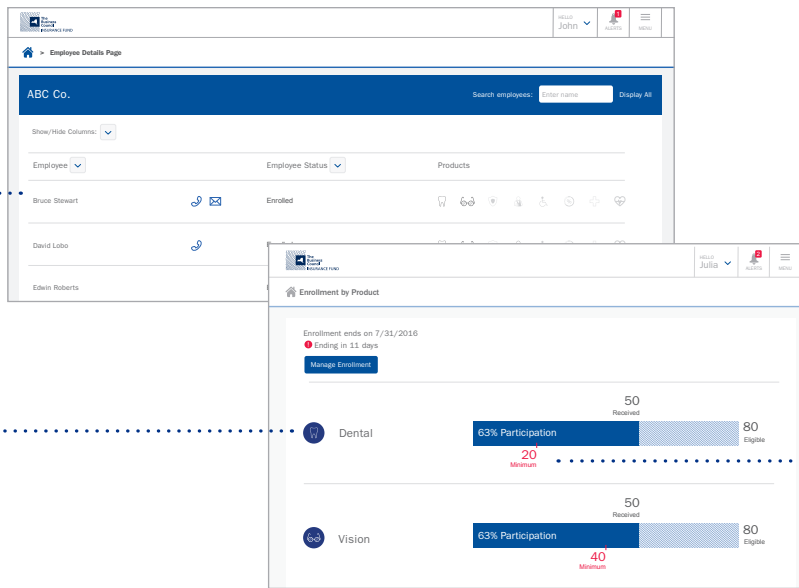 The
Business
Council
INSURANCE FUND
HELLO
John
1
ALERTS
MENU
> Employee Details Page
ABC Co.
Search employees:
Enter name
Display All
Show/Hide Columns:
Employee
Employee Status
Products
Bruce Stewart
Enrolled
David Lobo
Edwin Roberts
The
Business
Council
INSURANCE FUND
HELLO
Julia
2
ALERTS
MENU
Enrollment by Product
Enrollment ends on 7/31/2016
Ending in 11 days
Manage Enrollment
50
Received
Dental
63% Participation
80
Eligible
20
Minimum
50
Received
Vision
63% Participation
80
Eligible
40
Minimum